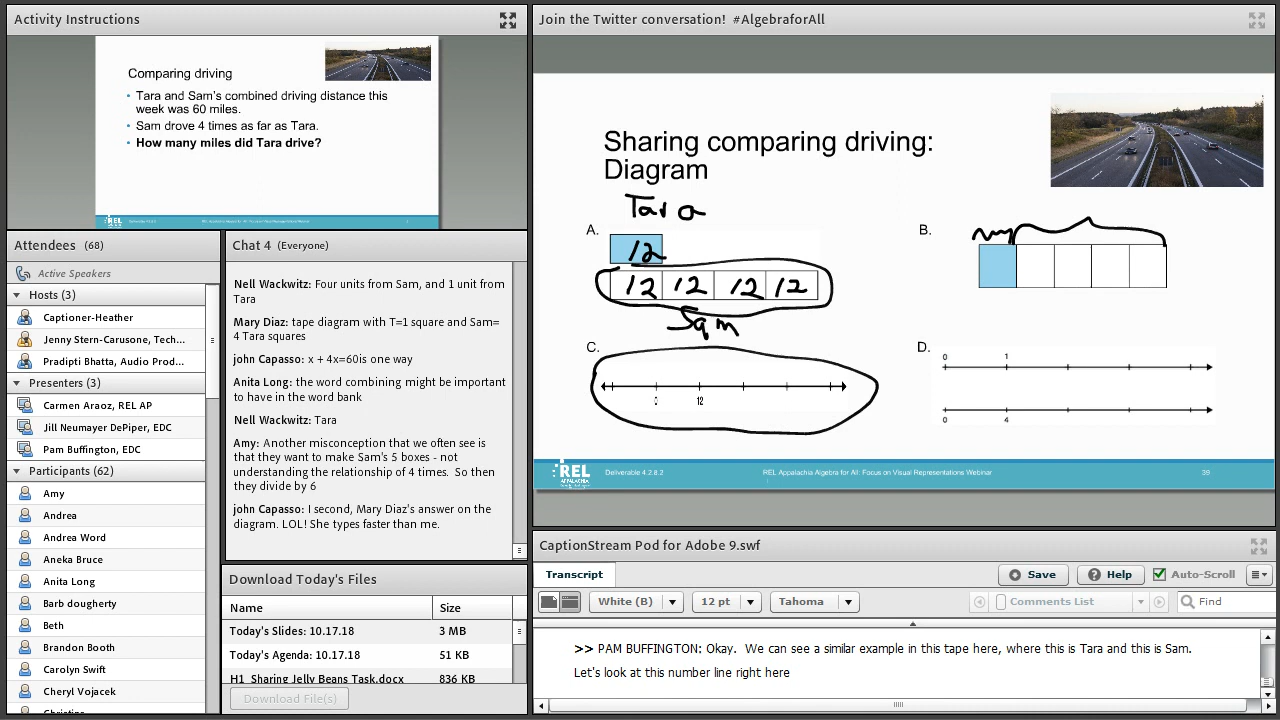 Activity Instructions
Comparing driving
• Tara and Sam's combined driving distance this
week was 60 miles.
• Sam drove 4 times as far as Tara.
• How many miles did Tara drive?
REL
Attendees (68)
Active Speakers
Hosts (3)
Captioner-Heather
Jenny Stern-Carusone, Tech...
Pradipti Bhatta, Audio Prod...
Presenters (3)
Carmen Araoz, REL AP
Jill Neumayer DePiper, EDC
Pam Buffington, EDC
Participants (62)
Amy
Andrea
Andrea Word
Aneka Bruce
Anita Long
Barb dougherty
Beth
Brandon Booth
Carolyn Swift
Cheryl Vojacek
Christine
Chat 4 (Everyone)
Nell Wackwitz: Four units from Sam, and 1 unit from
Tara
Mary Diaz: tape diagram with T=1 square and Sam=
4 Tara squares
john Capasso: x + 4x=60is one way
Anita Long: the word combining might be important
to have in the word bank
Nell Wackwitz: Tara
Amy: Another misconception that we often see is
that they want to make Sam's 5 boxes - not
understanding the relationship of 4 times. So then
they divide by 6
john Capasso: I second, Mary Diaz's answer on the
diagram. LOL! She types faster than me.
Download Today's Files
Name Size
Today's Slides: 10.17.18 3 MB
Today's Agenda: 10.17.18 51 KB
H1_Sharing Jelly Beans Task.docx 836 KB
Download File(s)
Join the Twitter conversation! #AlgebraforAll
Sharing comparing driving:
Diagram
Tara
A.
12
12 12 12 12
Sam
B.
C.
0 12
D.
0 1
0 4
REL
APPALACHIA
Deliverable 4.2.8.2 REL Appalachia Algebra for All: Focus on Visual Representations Webinar 39
CaptionStream Pod for Adobe 9.swf
Transcript Save Help Auto-Scroll
White (B) 12 pt Tahoma Comments List Find
>> PAM BUFFINGTON: Okay. We can see a similar example in this tape here, where this is Tara and this is Sam.
Let's look at this number line right here